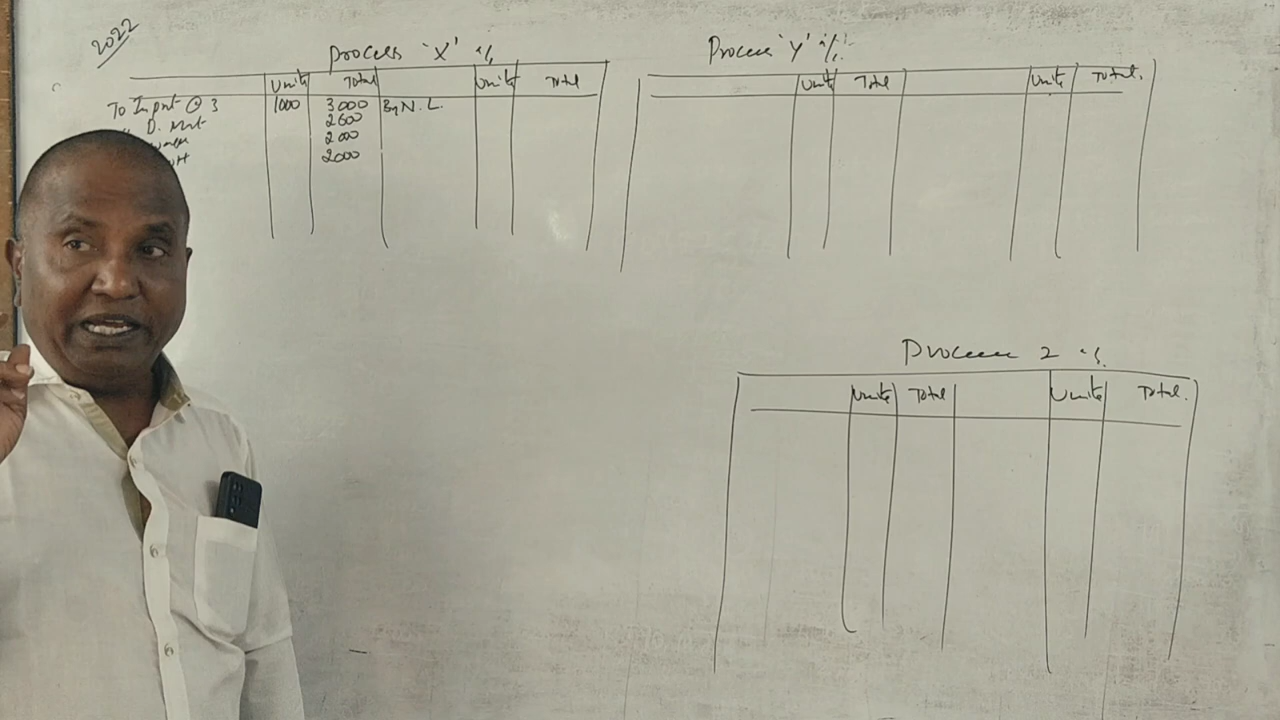 2022
Process 'X' a/c
Units Total Units Total
To Input @ 3 1000 3000 By N. L.
" D. Mat 2600
2000
2000
Process 'Y' a/c
Units Total Units Total.
Process 2 a/c
Units Total Units Total.